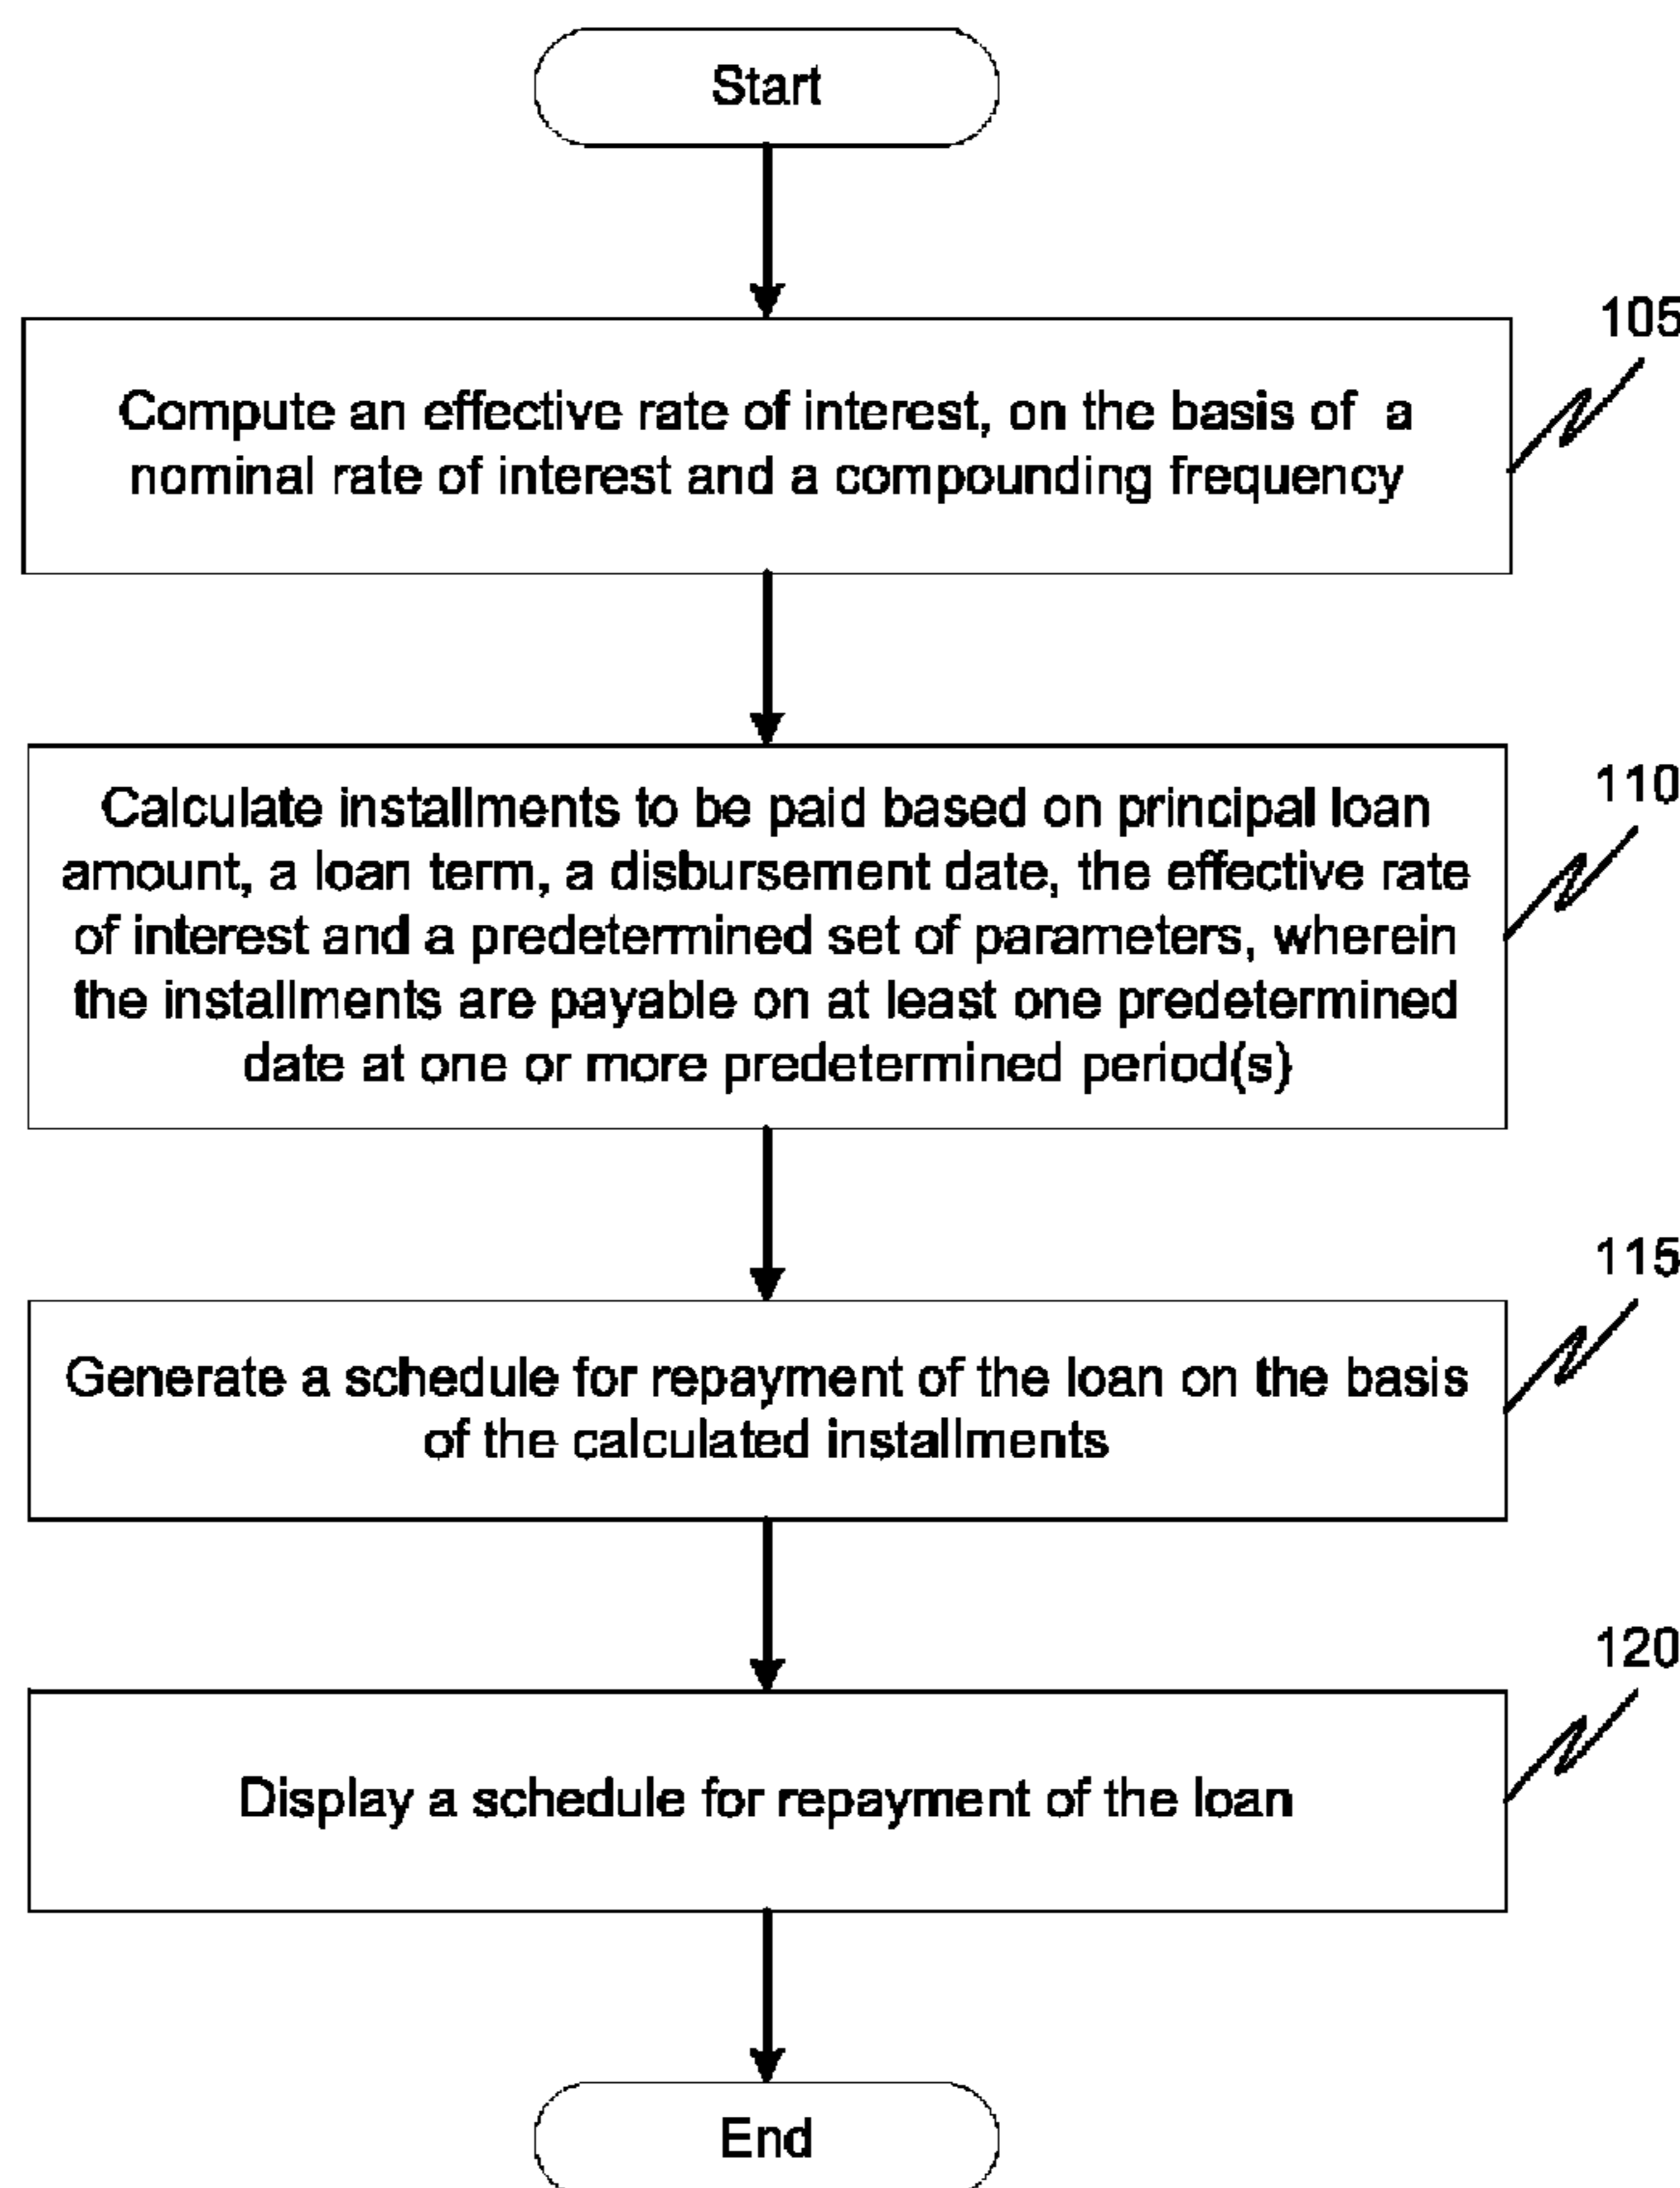 Start
105
Compute an effective rate of interest, on the basis of a
nominal rate of interest and a compounding frequency
110
Calculate installments to be paid based on principal loan
amount, a loan term, a disbursement date, the effective rate
of interest and a predetermined set of parameters, wherein
the installments are payable on at least one predetermined
date at one or more predetermined period(s)
115
Generate a schedule for repayment of the loan on the basis
of the calculated installments
120
Display a schedule for repayment of the loan
End